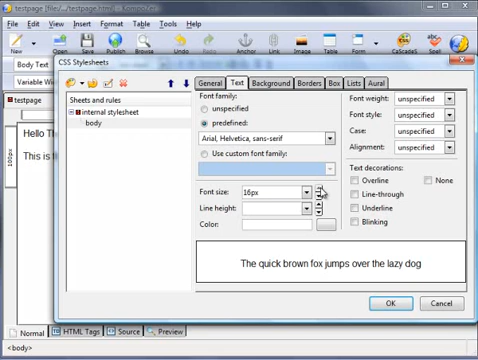 testpage [file:/.../testpage.html] - KompoZer
File Edit View Insert Format Table Tools Help
New Open Save Publish Browse Undo Redo Anchor Link Image Table Form CaScadeS Spell
Body Text
Variable Width
testpage
Hello Th
This is t
100px
CSS Stylesheets
General Text Background Borders Box Lists Aural
Sheets and rules
internal stylesheet
body
Font family:
unspecified
predefined:
Arial, Helvetica, sans-serif
Use custom font family:
Font size: 16px
Line height:
Color:
Font weight: unspecified
Font style: unspecified
Case: unspecified
Alignment: unspecified
Text decorations:
Overline None
Line-through
Underline
Blinking
The quick brown fox jumps over the lazy dog
OK Cancel
Normal HTML Tags Source Preview
<body>